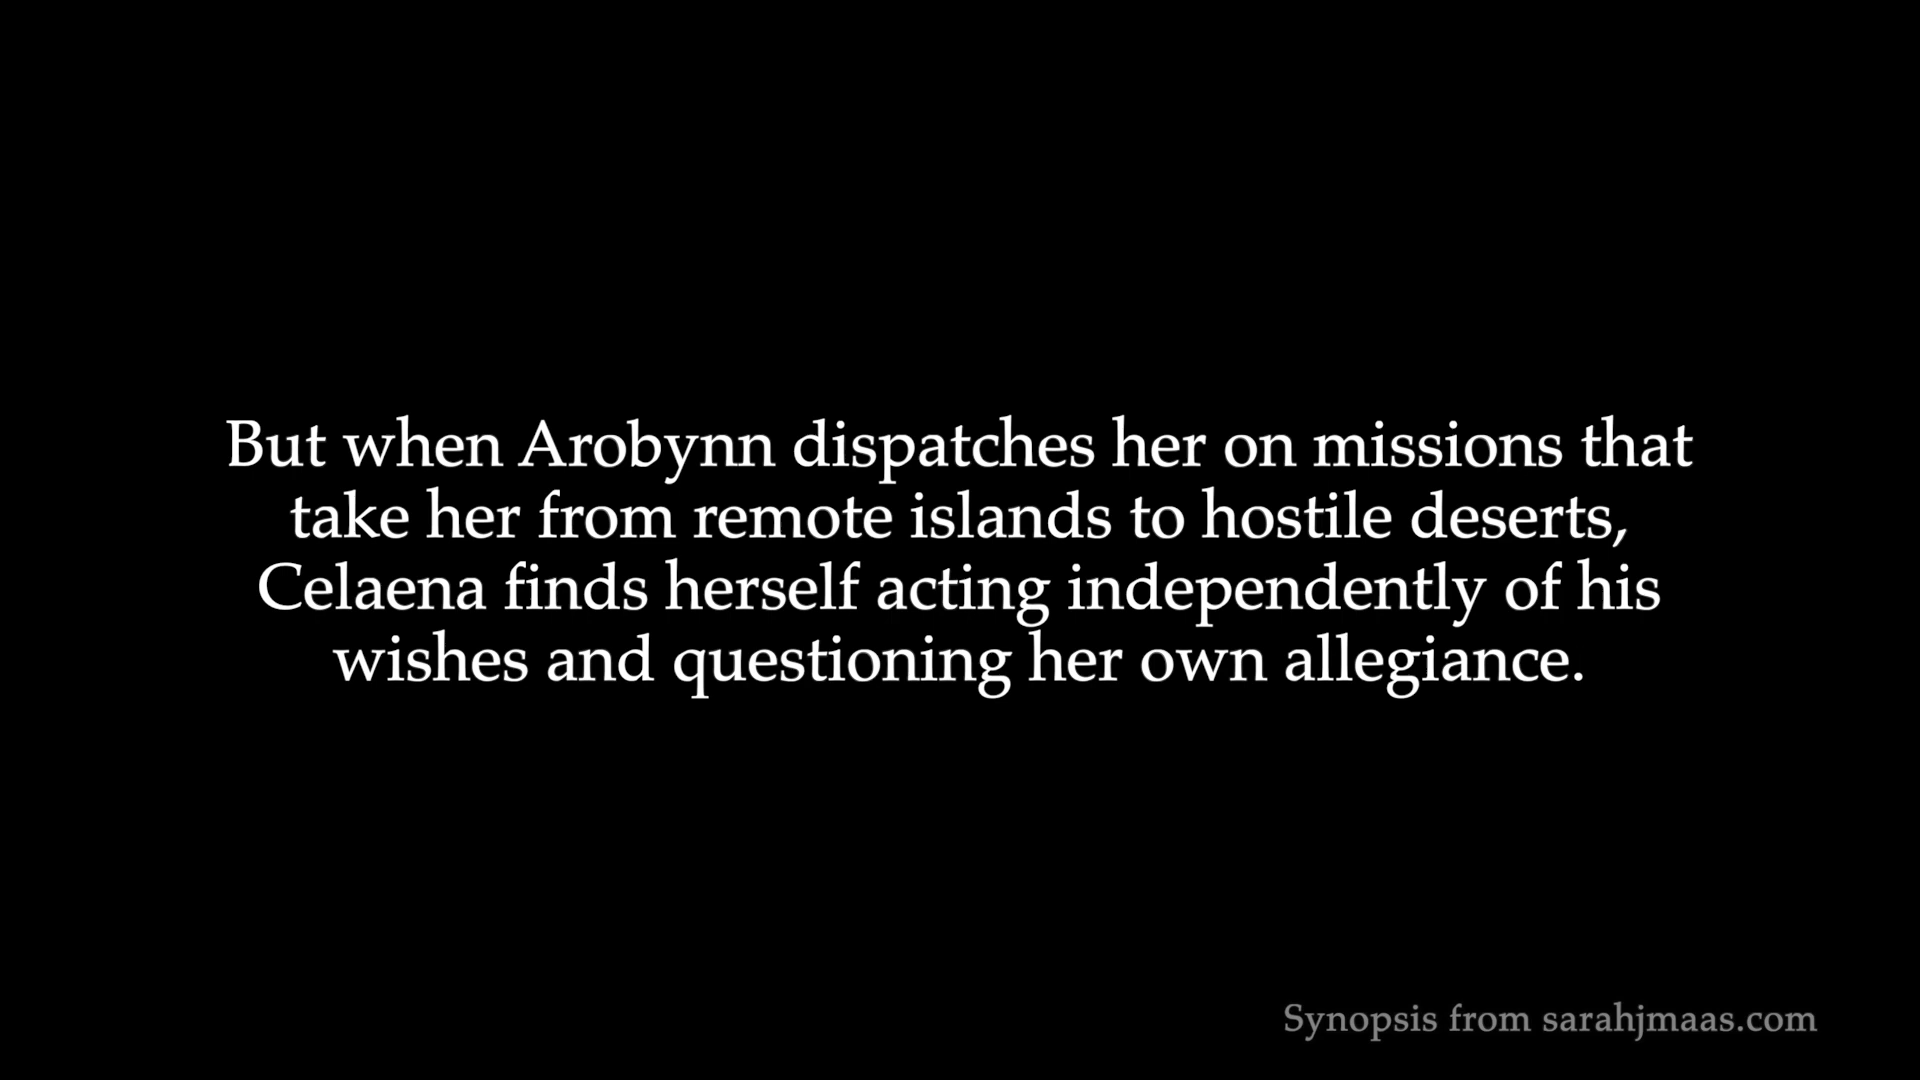 But when Arobynn dispatches her on missions that
take her from remote islands to hostile deserts,
Celaena finds herself acting independently of his
wishes and questioning her own allegiance.
Synopsis from sarahjmaas.com